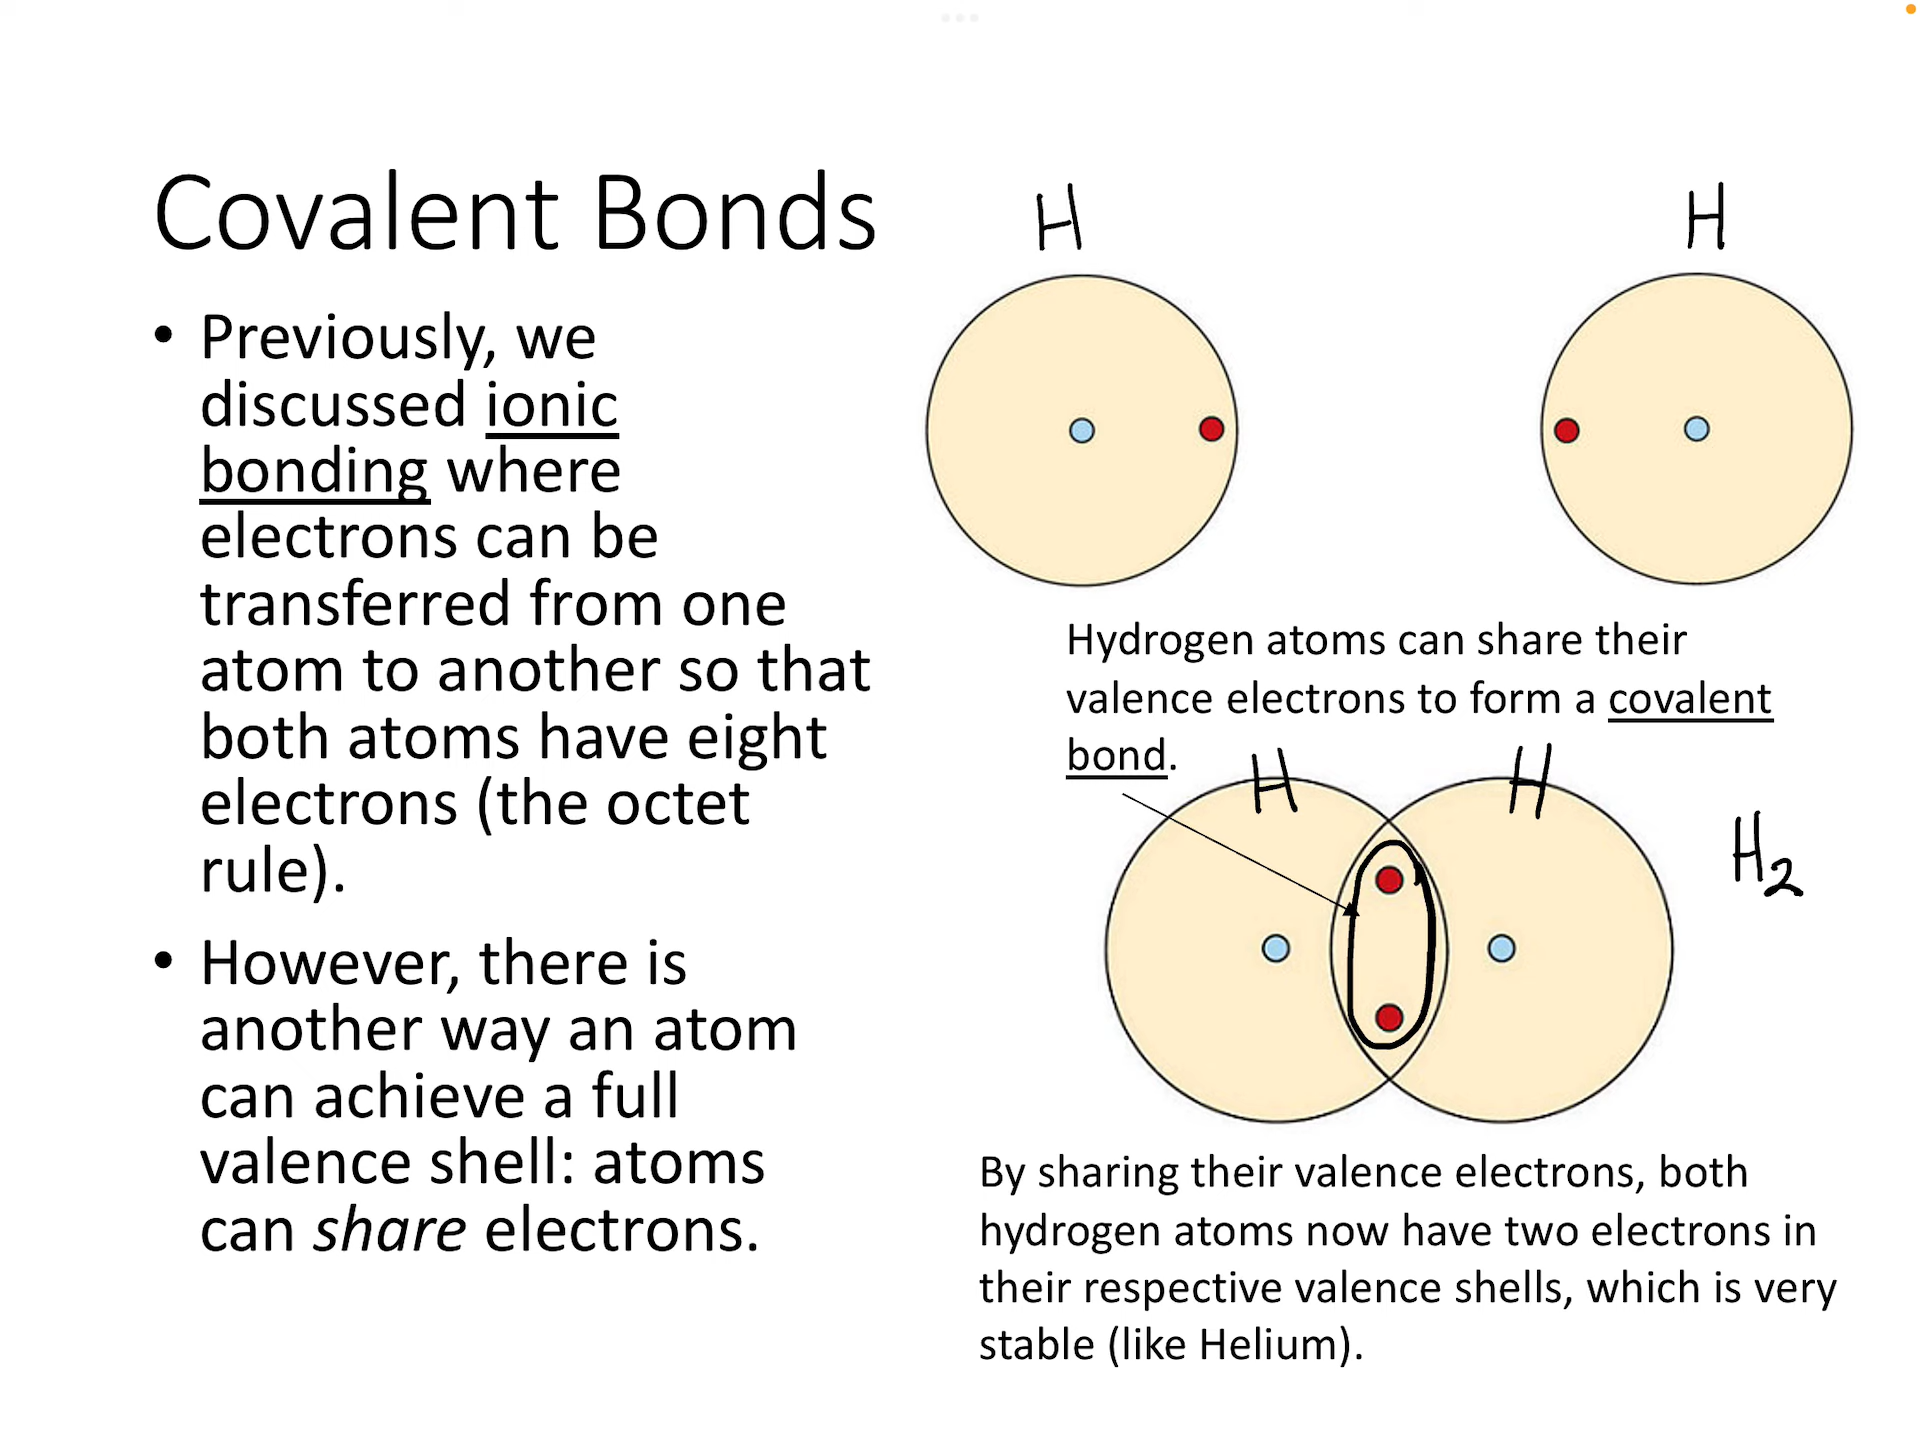 Covalent Bonds
• Previously, we
discussed ionic
bonding where
electrons can be
transferred from one
atom to another so that
both atoms have eight
electrons (the octet
rule).
• However, there is
another way an atom
can achieve a full
valence shell: atoms
can share electrons.
H H
Hydrogen atoms can share their
valence electrons to form a covalent
bond.
H H
H2
By sharing their valence electrons, both
hydrogen atoms now have two electrons in
their respective valence shells, which is very
stable (like Helium).